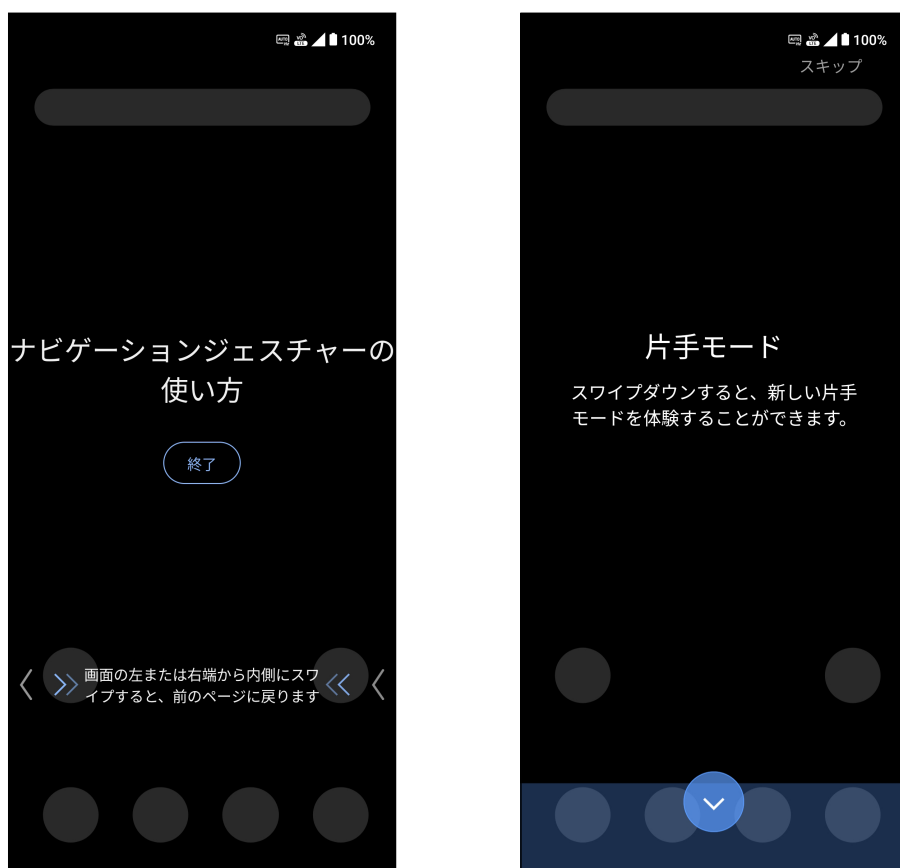 100%
ナビゲーションジェスチャーの
使い方
終了
画面の左または右端から内側にスワ
イプすると、前のページに戻ります
100%
スキップ
片手モード
スワイプダウンすると、新しい片手
モードを体験することができます。